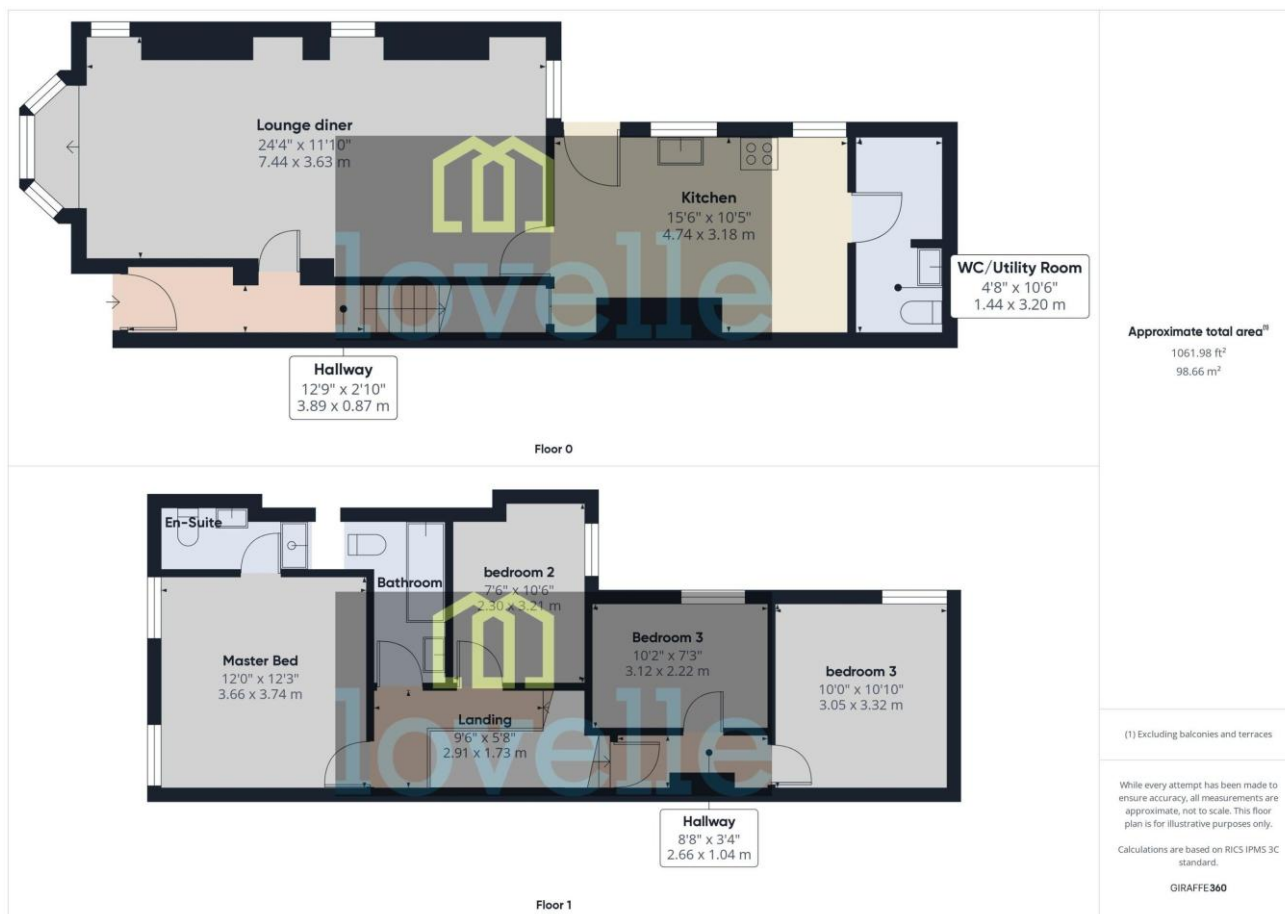 Lounge diner
24'4" x 11'10"
7.44 x 3.63 m
Kitchen
15'6" x 10'5"
4.74 x 3.18 m
WC/Utility Room
4'8" x 10'6"
1.44 x 3.20 m
lovelle
Hallway
12'9" x 2'10"
3.89 x 0.87 m
Floor 0
En-Suite
Bathroom
bedroom 2
7'6" x 10'6"
2.30 x 3.21 m
Master Bed
12'0" x 12'3"
3.66 x 3.74 m
Bedroom 3
10'2" x 7'3"
3.12 x 2.22 m
bedroom 3
10'0" x 10'10"
3.05 x 3.32 m
Landing
9'6" x 5'8"
2.91 x 1.73 m
lovelle
Hallway
8'8" x 3'4"
2.66 x 1.04 m
Floor 1
Approximate total area(1)
1061.98 ft²
98.66 m²
(1) Excluding balconies and terraces
While every attempt has been made to
ensure accuracy, all measurements are
approximate, not to scale. This floor
plan is for illustrative purposes only.
Calculations are based on RICS IPMS 3C
standard.
GIRAFFE360